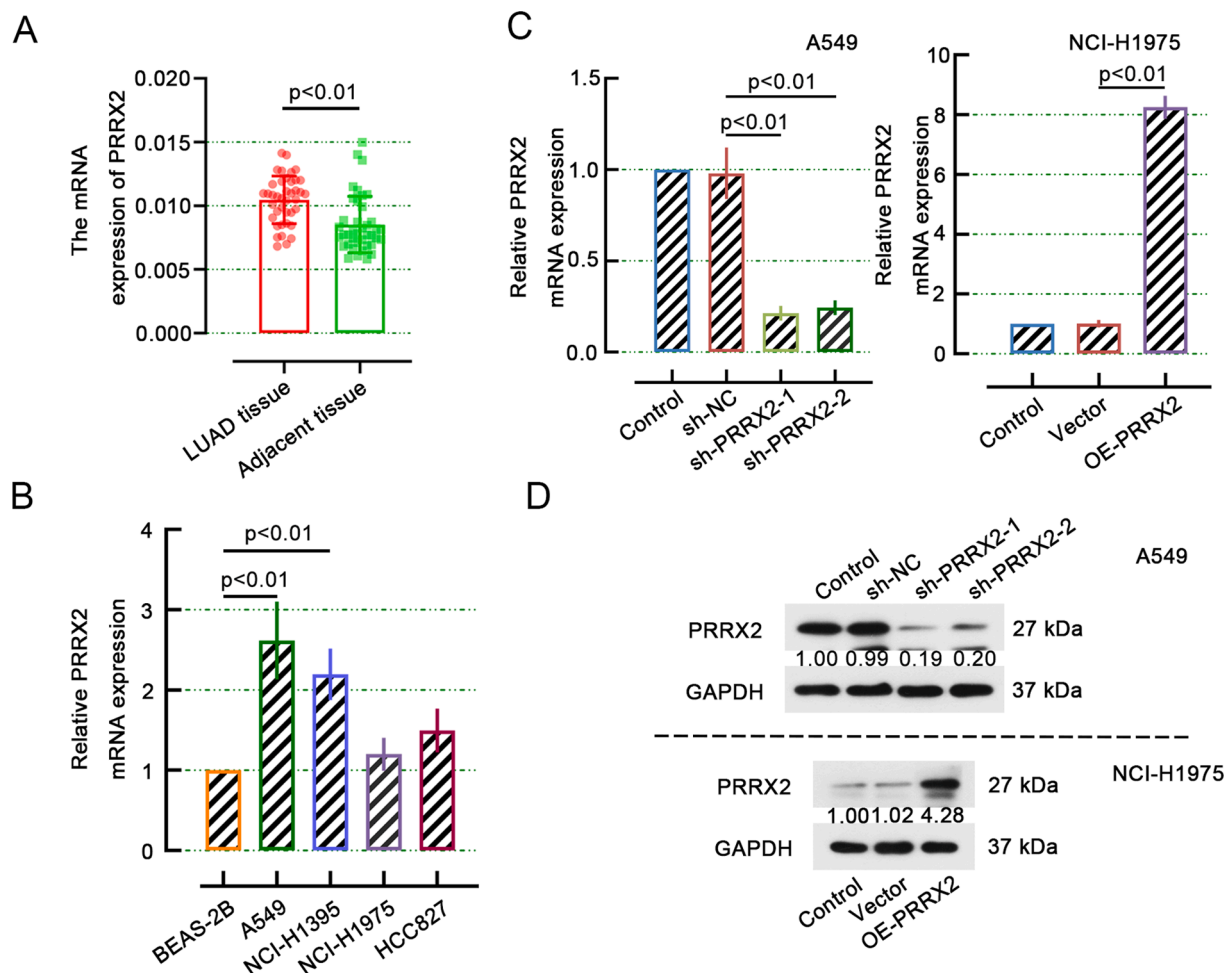 A
The mRNA
expression of PRRX2
0.020
0.015
0.010
0.005
0.000
p<0.01
LUAD tissue
Adjacent tissue
B
Relative PRRX2
mRNA expression
4
3
2
1
0
p<0.01
p<0.01
BEAS-2B
A549
NCI-H1395
NCI-H1975
HCC827
C
A549
Relative PRRX2
mRNA expression
1.5
1.0
0.5
0.0
p<0.01
p<0.01
Control
sh-NC
sh-PRRX2-1
sh-PRRX2-2
NCI-H1975
Relative PRRX2
mRNA expression
10
8
6
4
2
0
p<0.01
Control
Vector
OE-PRRX2
D
A549
Control
sh-NC
sh-PRRX2-1
sh-PRRX2-2
PRRX2
27 kDa
1.00 0.99 0.19 0.20
GAPDH
37 kDa
NCI-H1975
PRRX2
27 kDa
1.00 1.02 4.28
GAPDH
37 kDa
Control
Vector
OE-PRRX2